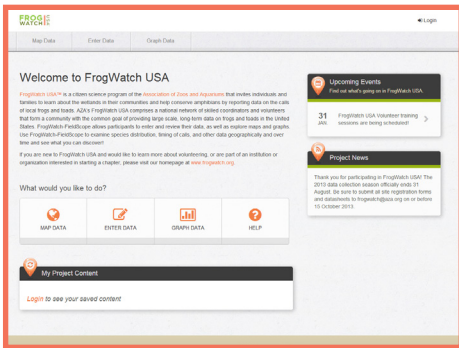 FROG
WATCH
Login
Map Data
Enter Data
Graph Data
Welcome to FrogWatch USA
FrogWatch USA™ is a citizen science program of the Association of Zoos and Aquariums that invites individuals and
families to learn about the wetlands in their communities and help conserve amphibians by reporting data on the calls
of local frogs and toads. AZA's FrogWatch USA comprises a national network of skilled coordinators and volunteers
that form a community with the common goal of providing large scale, long-term data on frogs and toads in the United
States. FrogWatch-FieldScope allows participants to enter and review their data, as well as explore maps and graphs.
Use FrogWatch-FieldScope to examine species distribution, timing of calls, and other data geographically and over
time and see what you can discover!
If you are new to FrogWatch USA and would like to learn more about volunteering, or are part of an institution or
organization interested in starting a chapter, please visit our homepage at www.frogwatch.org.
What would you like to do?
MAP DATA
ENTER DATA
GRAPH DATA
HELP
My Project Content
Login to see your saved content
Upcoming Events
Find out what's going on in FrogWatch USA
31
JAN
FrogWatch USA Volunteer training
sessions are being scheduled!
Project News
Thank you for participating in FrogWatch USA! The
2013 data collection season officially ends 31
August. Be sure to submit all site registration forms
and datasheets to frogwatch@aza.org on or before
15 October 2013.